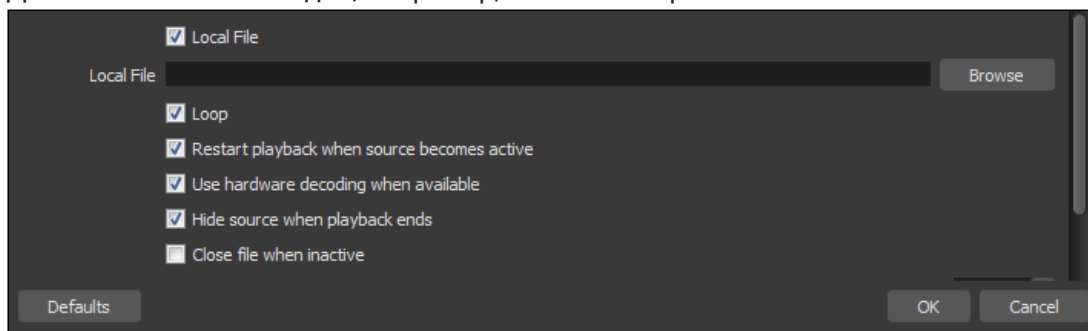 Local File
Local File
Browse
Loop
Restart playback when source becomes active
Use hardware decoding when available
Hide source when playback ends
Close file when inactive
Defaults
OK
Cancel